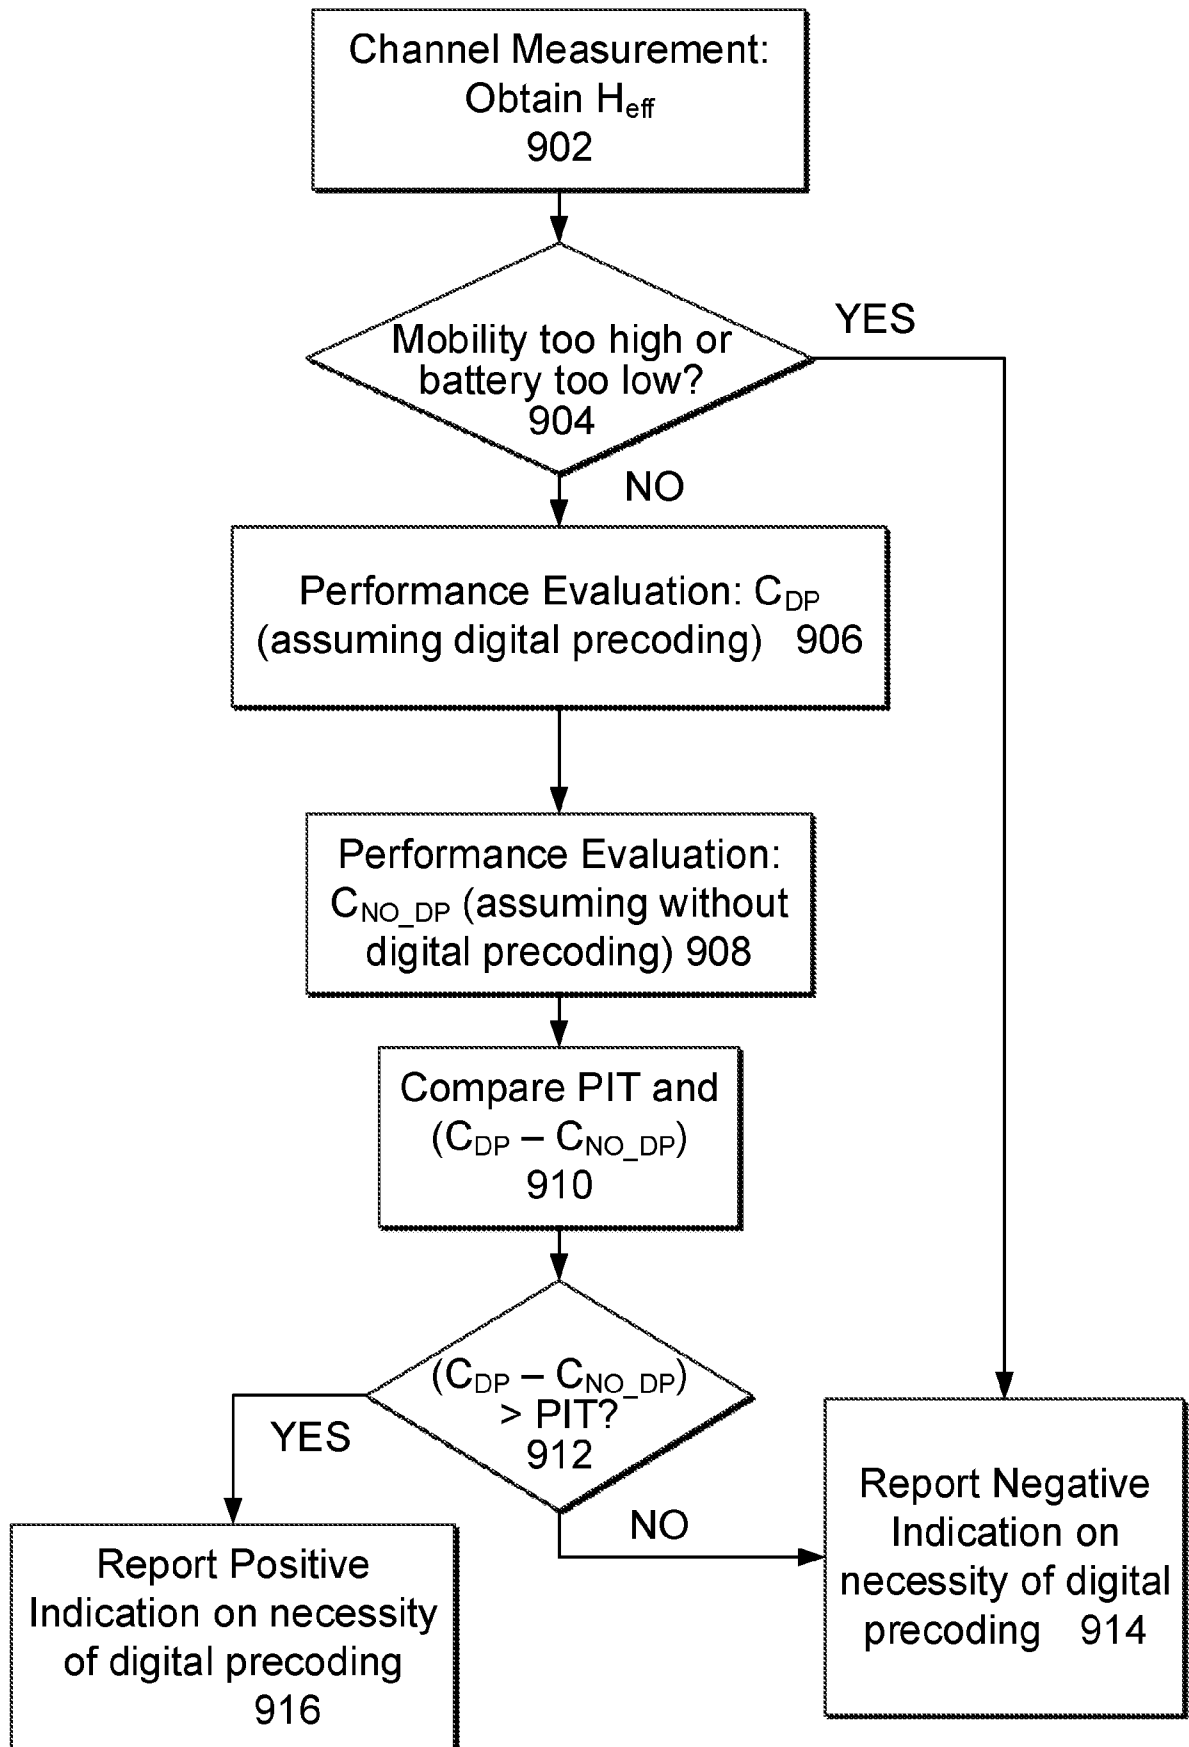 Channel Measurement:
Obtain Heff
902
Mobility too high or
battery too low?
904
YES
NO
Performance Evaluation: CDP
(assuming digital precoding) 906
Performance Evaluation:
CNO_DP (assuming without
digital precoding) 908
Compare PIT and
(CDP – CNO_DP)
910
(CDP – CNO_DP)
> PIT?
912
YES
NO
Report Positive
Indication on necessity
of digital precoding
916
Report Negative
Indication on
necessity of digital
precoding 914